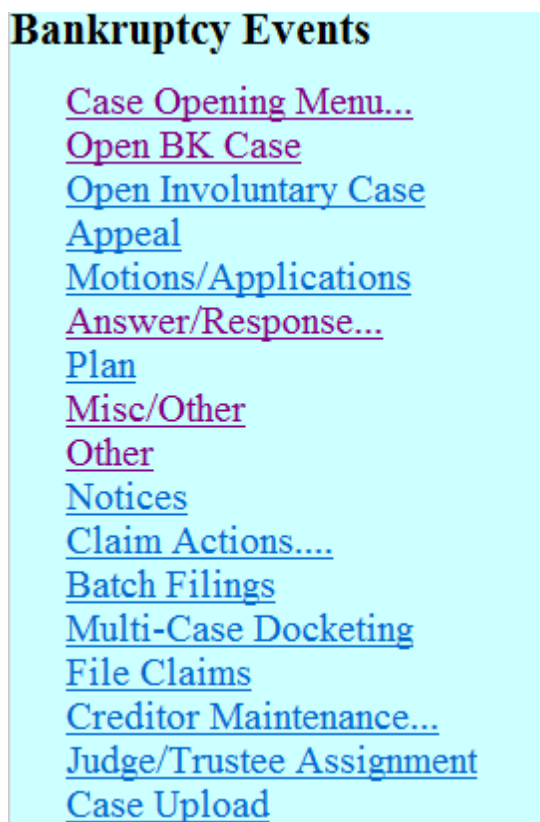 Bankruptcy Events
Case Opening Menu...
Open BK Case
Open Involuntary Case
Appeal
Motions/Applications
Answer/Response...
Plan
Misc/Other
Other
Notices
Claim Actions....
Batch Filings
Multi-Case Docketing
File Claims
Creditor Maintenance...
Judge/Trustee Assignment
Case Upload